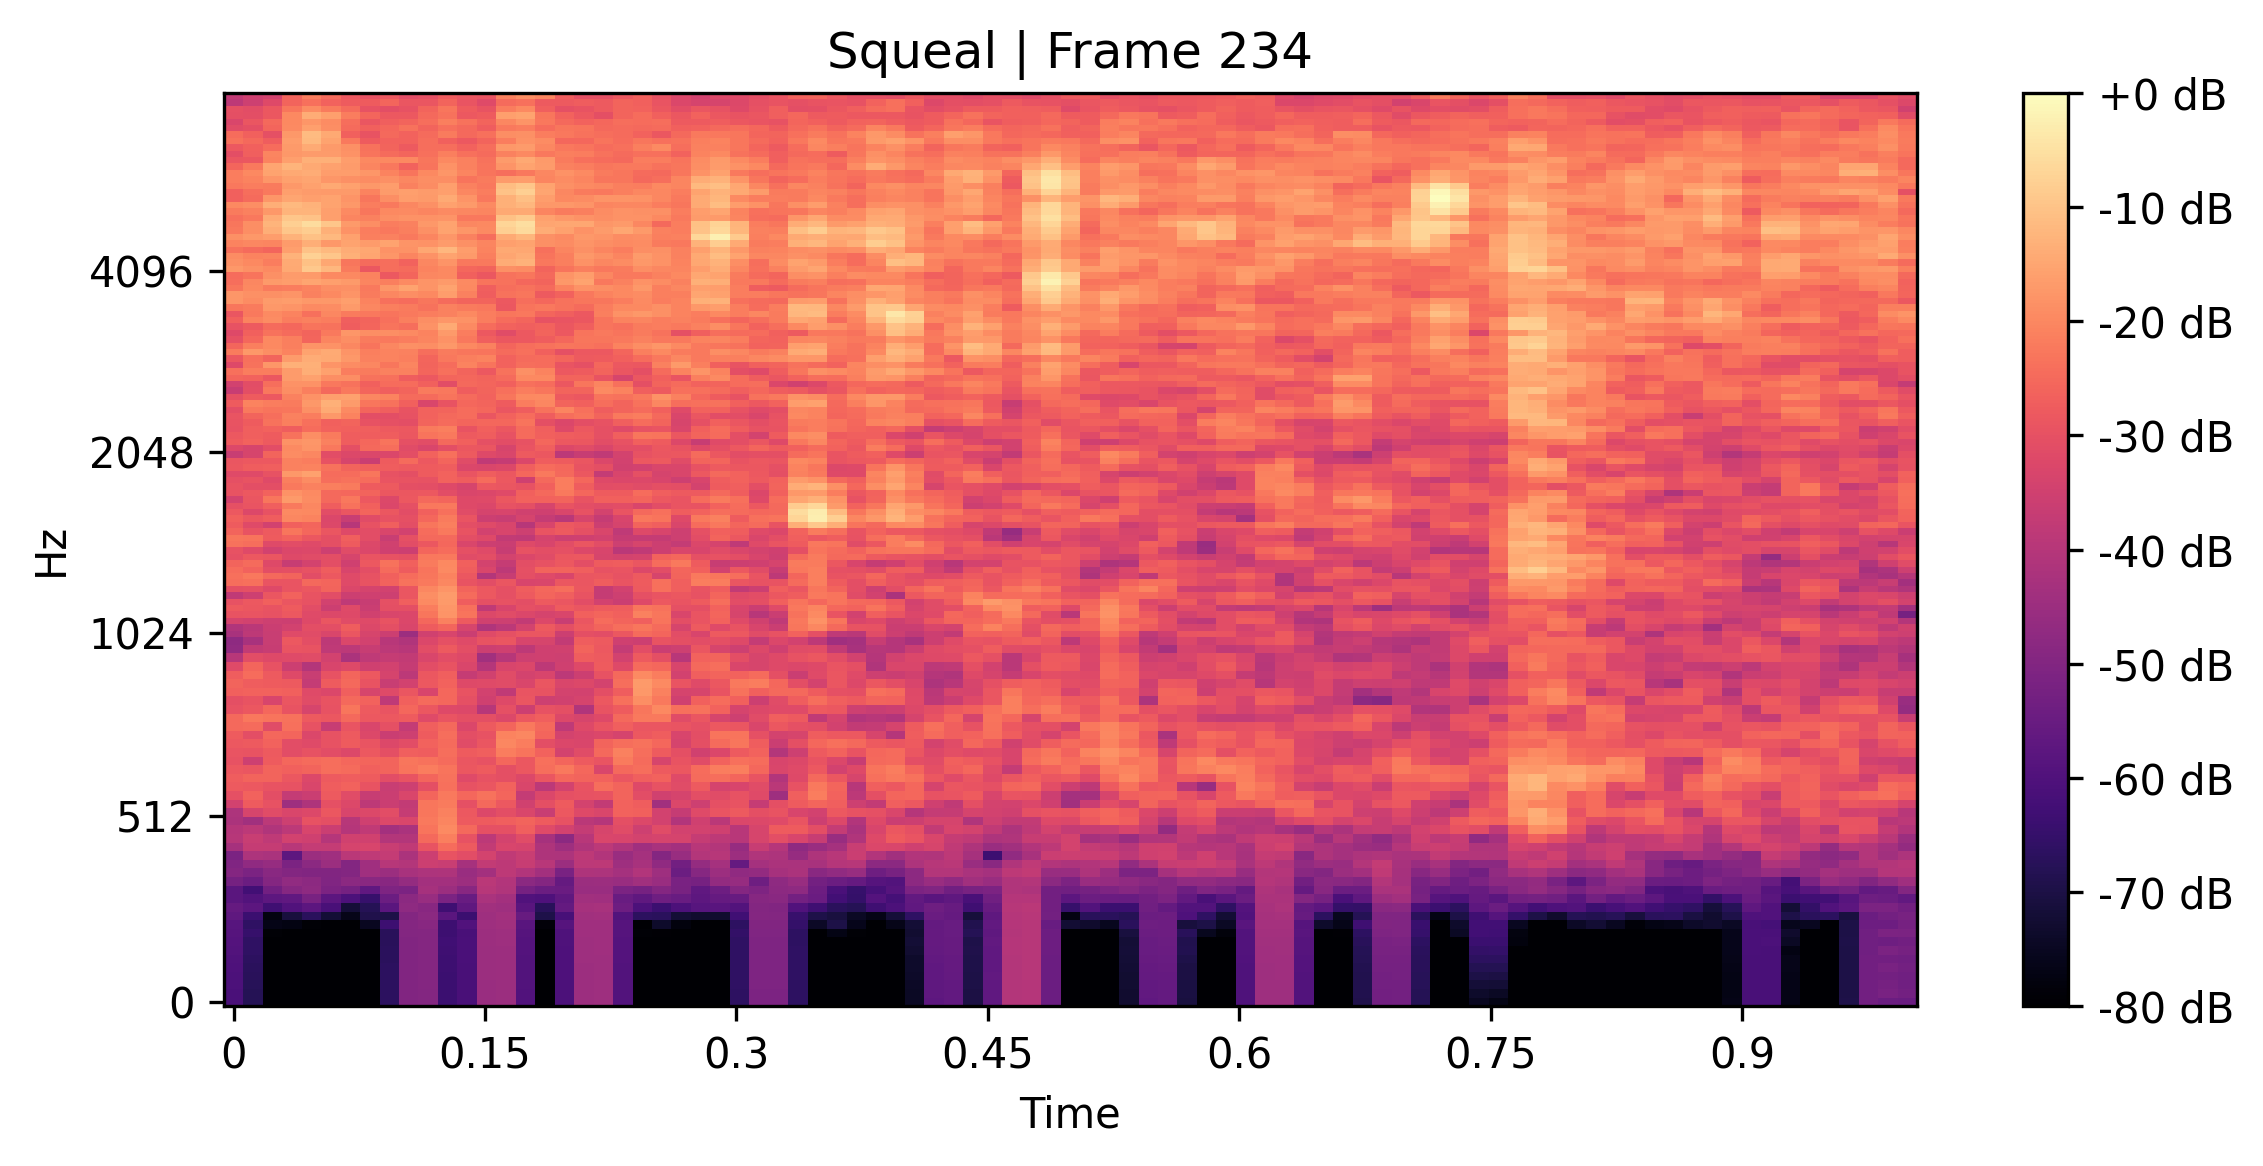 Squeal | Frame 234
+0 dB
-10 dB
-20 dB
-30 dB
-40 dB
-50 dB
-60 dB
-70 dB
-80 dB
Hz
4096
2048
1024
512
0
0 0.15 0.3 0.45 0.6 0.75 0.9
Time